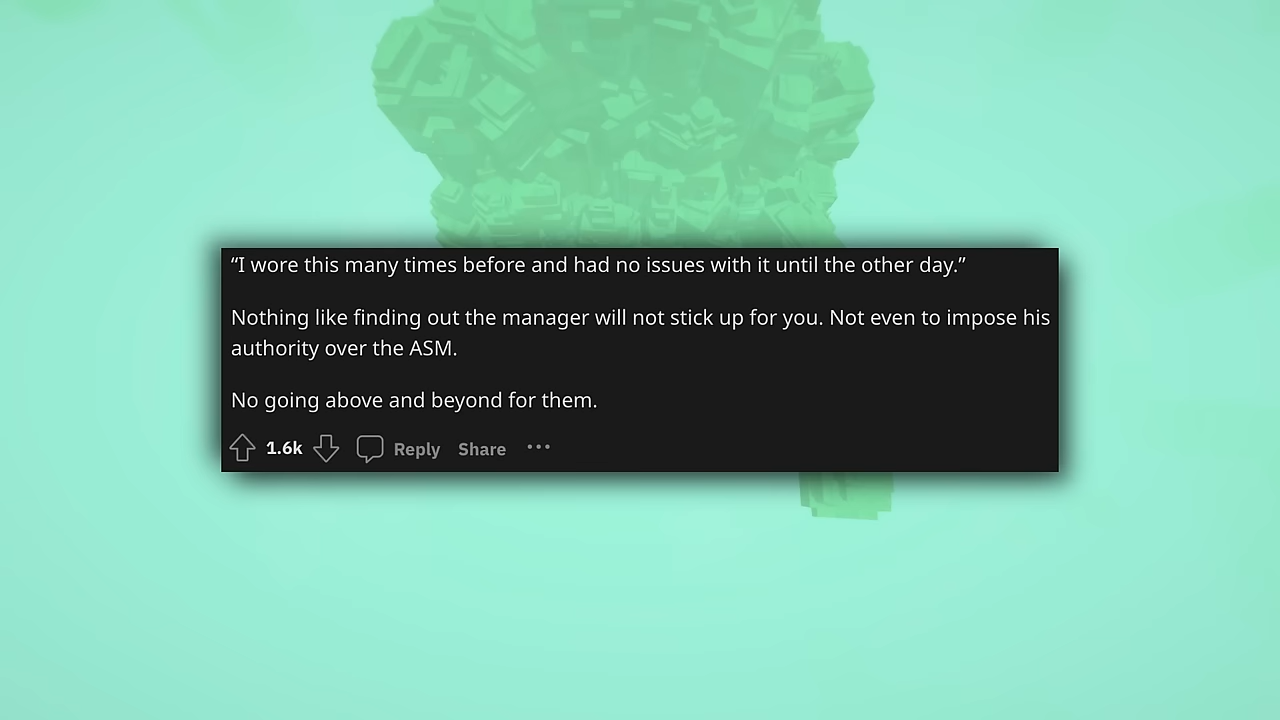 “I wore this many times before and had no issues with it until the other day.”
Nothing like finding out the manager will not stick up for you. Not even to impose his
authority over the ASM.
No going above and beyond for them.
1.6k Reply Share ···